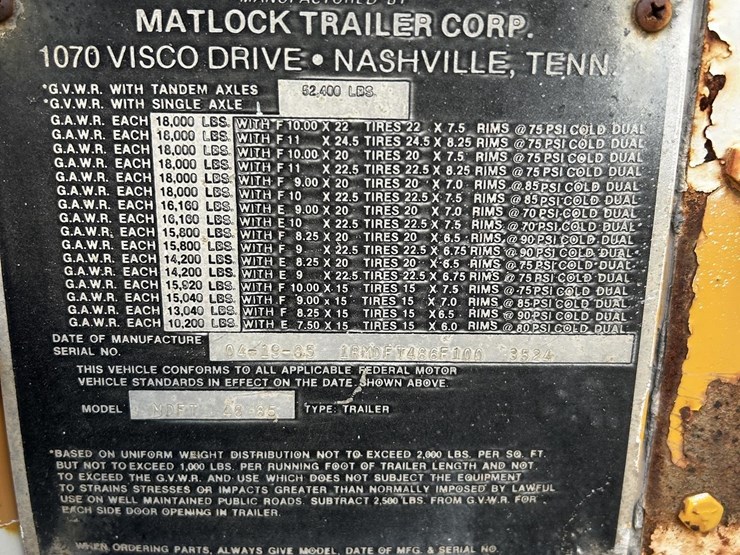 MANUFACTURED BY
MATLOCK TRAILER CORP.
1070 VISCO DRIVE • NASHVILLE, TENN.
*G.V.W.R. WITH TANDEM AXLES 62,400 LBS.
*G.V.W.R. WITH SINGLE AXLE
G.A.W.R. EACH 18,000 LBS. WITH F 10.00 X 22 TIRES 22 X 7.5 RIMS @ 75 PSI COLD DUAL
G.A.W.R. EACH 18,000 LBS. WITH F 11 X 24.5 TIRES 24.5 X 8.25 RIMS @ 75 PSI COLD DUAL
G.A.W.R. EACH 18,000 LBS. WITH F 10.00 X 20 TIRES 20 X 7.5 RIMS @ 75 PSI COLD DUAL
G.A.W.R. EACH 18,000 LBS. WITH F 11 X 22.5 TIRES 22.5 X 8.25 RIMS @ 75 PSI COLD DUAL
G.A.W.R. EACH 18,000 LBS. WITH F 9.00 X 20 TIRES 20 X 7.0 RIMS @ 85 PSI COLD DUAL
G.A.W.R. EACH 18,000 LBS. WITH F 10 X 22.5 TIRES 22.5 X 7.5 RIMS @ 85 PSI COLD DUAL
G.A.W.R. EACH 16,160 LBS. WITH E 9.00 X 20 TIRES 20 X 7.0 RIMS @ 70 PSI COLD DUAL
G.A.W.R. EACH 16,160 LBS. WITH E 10 X 22.5 TIRES 22.5 X 7.5 RIMS @ 70 PSI COLD DUAL
G.A.W.R. EACH 15,800 LBS. WITH F 8.25 X 20 TIRES 20 X 6.5 RIMS @ 90 PSI COLD DUAL
G.A.W.R. EACH 15,800 LBS. WITH F 9 X 22.5 TIRES 22.5 X 6.75 RIMS @ 90 PSI COLD DUAL
G.A.W.R. EACH 14,200 LBS. WITH E 8.25 X 20 TIRES 20 X 6.5 RIMS @ 75 PSI COLD DUAL
G.A.W.R. EACH 14,200 LBS. WITH E 9 X 22.5 TIRES 22.5 X 6.75 RIMS @ 75 PSI COLD DUAL
G.A.W.R. EACH 15,920 LBS. WITH F 10.00 X 15 TIRES 15 X 7.5 RIMS @ 75 PSI COLD DUAL
G.A.W.R. EACH 15,040 LBS. WITH F 9.00 X 15 TIRES 15 X 7.0 RIMS @ 85 PSI COLD DUAL
G.A.W.R. EACH 13,040 LBS. WITH F 8.25 X 15 TIRES 15 X 6.5 RIMS @ 90 PSI COLD DUAL
G.A.W.R. EACH 10,200 LBS. WITH E 7.50 X 15 TIRES 15 X 6.0 RIMS @ 80 PSI COLD DUAL
DATE OF MANUFACTURE
SERIAL NO. 3824
THIS VEHICLE CONFORMS TO ALL APPLICABLE FEDERAL MOTOR
VEHICLE STANDARDS IN EFFECT ON THE DATE SHOWN ABOVE.
MODEL TYPE: TRAILER
*BASED ON UNIFORM WEIGHT DISTRIBUTION NOT TO EXCEED 2,000 LBS. PER SQ. FT.
BUT NOT TO EXCEED 1,000 LBS. PER RUNNING FOOT OF TRAILER LENGTH AND NOT
TO EXCEED THE G.V.W.R. AND USE WHICH DOES NOT SUBJECT THE EQUIPMENT
TO STRAINS STRESSES OR IMPACTS GREATER THAN NORMALLY IMPOSED BY LAWFUL
USE ON WELL MAINTAINED PUBLIC ROADS. SUBTRACT 2,500 LBS. FROM G.V.W.R. FOR
EACH SIDE DOOR OPENING IN TRAILER.
WHEN ORDERING PARTS, ALWAYS GIVE MODEL, DATE OF MFG. & SERIAL NO.